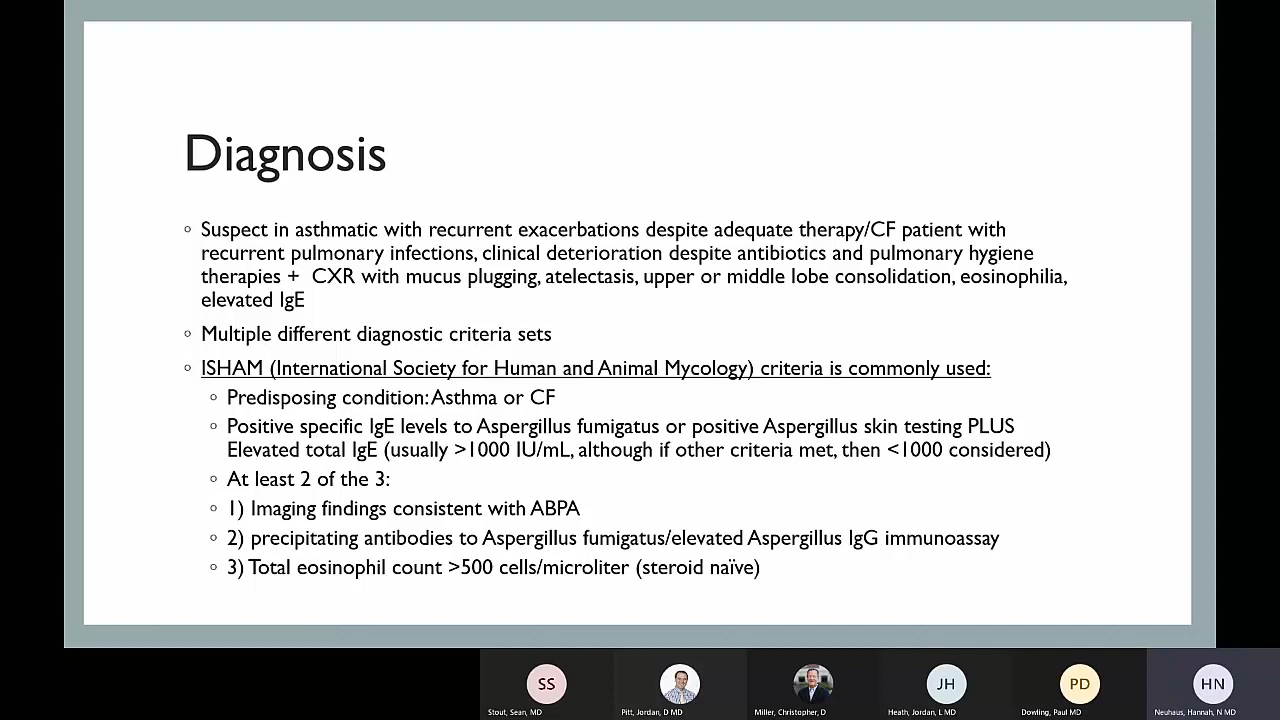 Diagnosis
◦ Suspect in asthmatic with recurrent exacerbations despite adequate therapy/CF patient with
recurrent pulmonary infections, clinical deterioration despite antibiotics and pulmonary hygiene
therapies + CXR with mucus plugging, atelectasis, upper or middle lobe consolidation, eosinophilia,
elevated IgE
◦ Multiple different diagnostic criteria sets
◦ ISHAM (International Society for Human and Animal Mycology) criteria is commonly used:
◦ Predisposing condition: Asthma or CF
◦ Positive specific IgE levels to Aspergillus fumigatus or positive Aspergillus skin testing PLUS
Elevated total IgE (usually >1000 IU/mL, although if other criteria met, then <1000 considered)
◦ At least 2 of the 3:
◦ 1) Imaging findings consistent with ABPA
◦ 2) precipitating antibodies to Aspergillus fumigatus/elevated Aspergillus IgG immunoassay
◦ 3) Total eosinophil count >500 cells/microliter (steroid naïve)
SS
JH
PD
HN
Stout, Sean, MD
Pitt, Jordan, D MD
Miller, Christopher, D
Heath, Jordan, L MD
Dowling, Paul MD
Neuhaus, Hannah, N MD